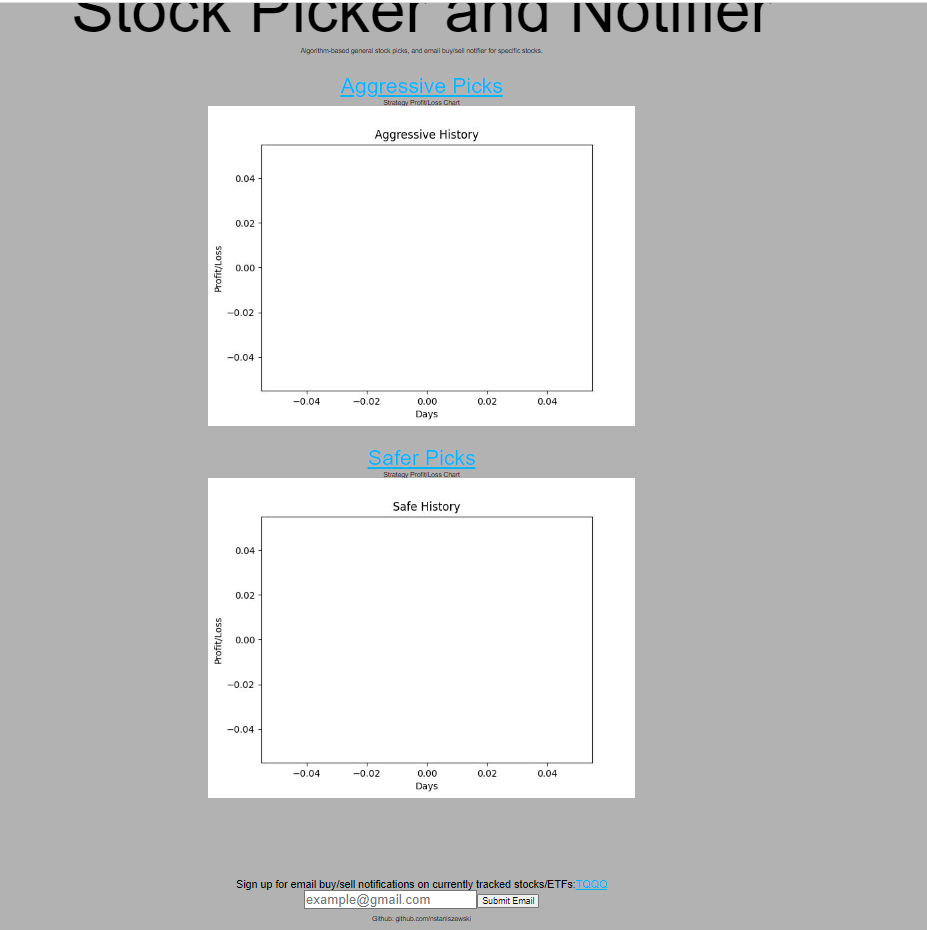 Stock Picker and Notifier
Algorithm-based general stock picks, and email buy/sell notifier for specific stocks.
Aggressive Picks
Strategy Profit/Loss Chart
Aggressive History
0.04
0.02
0.00
−0.02
−0.04
Profit/Loss
−0.04 −0.02 0.00 0.02 0.04
Days
Safer Picks
Strategy Profit/Loss Chart
Safe History
0.04
0.02
0.00
−0.02
−0.04
Profit/Loss
−0.04 −0.02 0.00 0.02 0.04
Days
Sign up for email buy/sell notifications on currently tracked stocks/ETFs:TQQQ
example@gmail.com Submit Email
Github: github.com/nstaniszewski